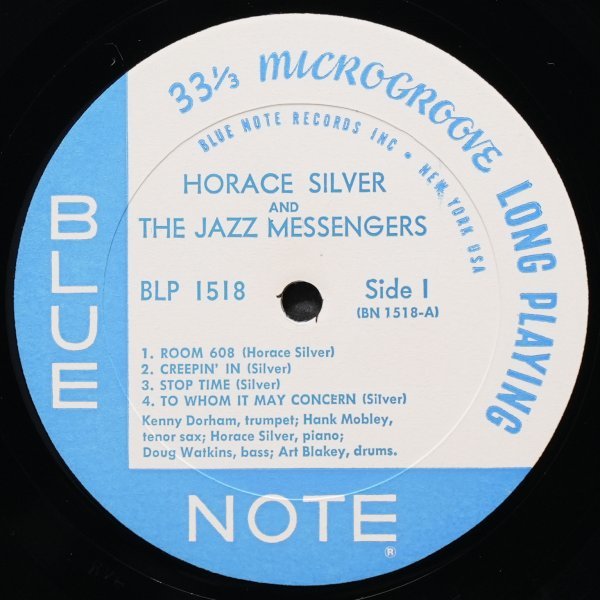 33⅓ MICROGROOVE LONG PLAYING
BLUE NOTE RECORDS INC • NEW YORK USA
HORACE SILVER
AND
THE JAZZ MESSENGERS
BLP 1518
Side 1
(BN 1518-A)
1. ROOM 608 (Horace Silver)
2. CREEPIN' IN (Silver)
3. STOP TIME (Silver)
4. TO WHOM IT MAY CONCERN (Silver)
Kenny Dorham, trumpet; Hank Mobley,
tenor sax; Horace Silver, piano;
Doug Watkins, bass; Art Blakey, drums.
BLUE
NOTE®